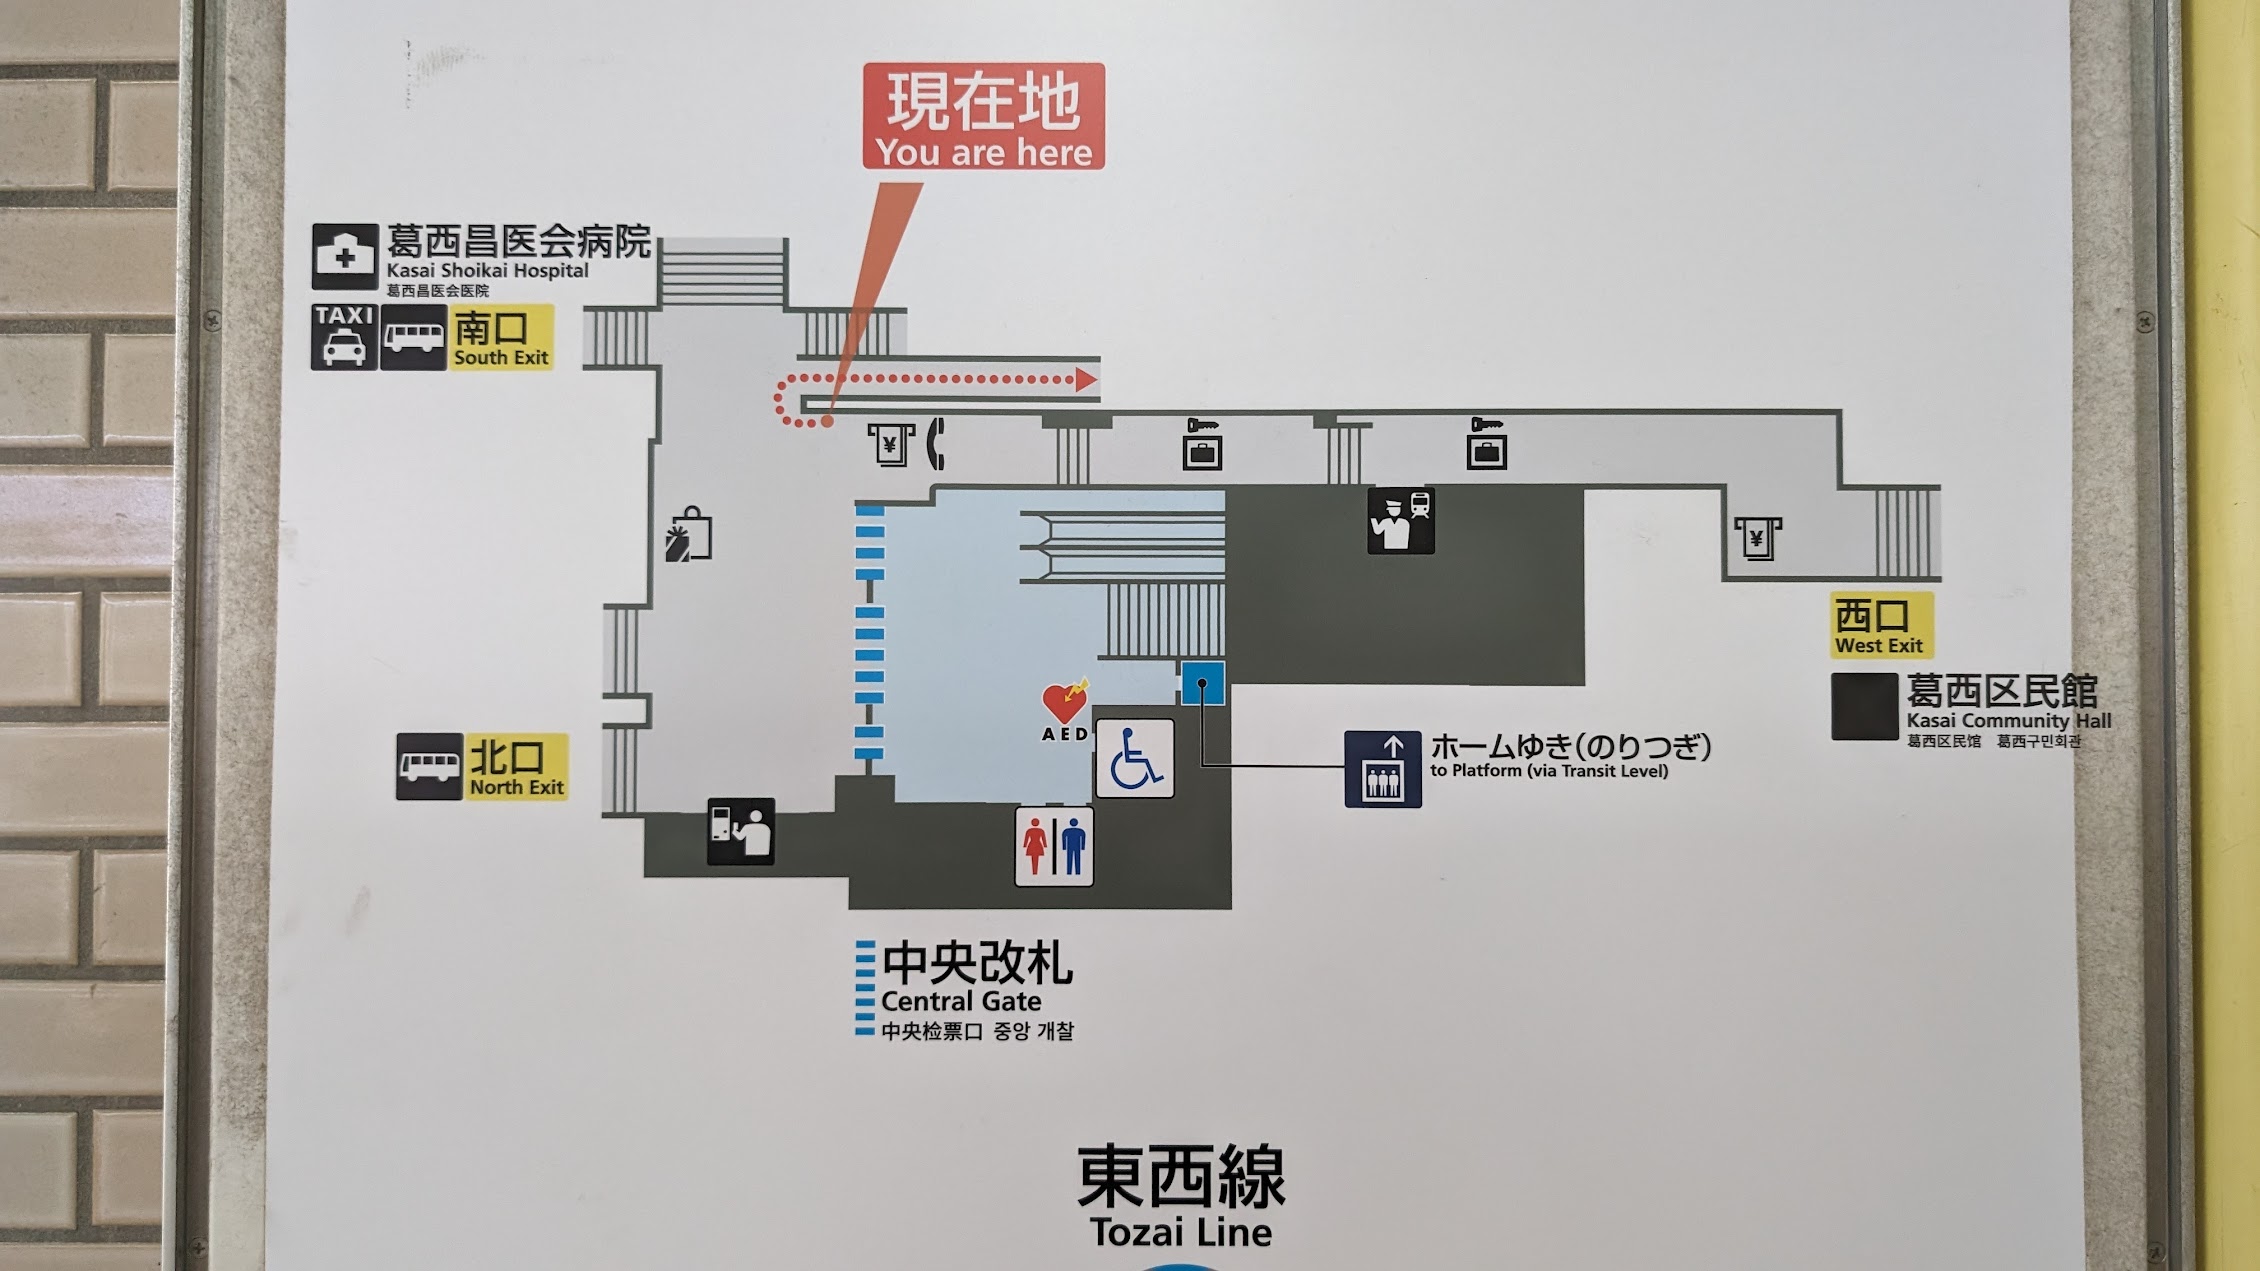 現在地
You are here
葛西昌医会病院
Kasai Shoikai Hospital
葛西昌医会医院
TAXI
南口
South Exit
¥
¥
西口
West Exit
葛西区民館
Kasai Community Hall
葛西区民馆 葛西구민회관
AED
ホームゆき(のりつぎ)
to Platform (via Transit Level)
北口
North Exit
中央改札
Central Gate
中央检票口 중앙 개찰
東西線
Tozai Line